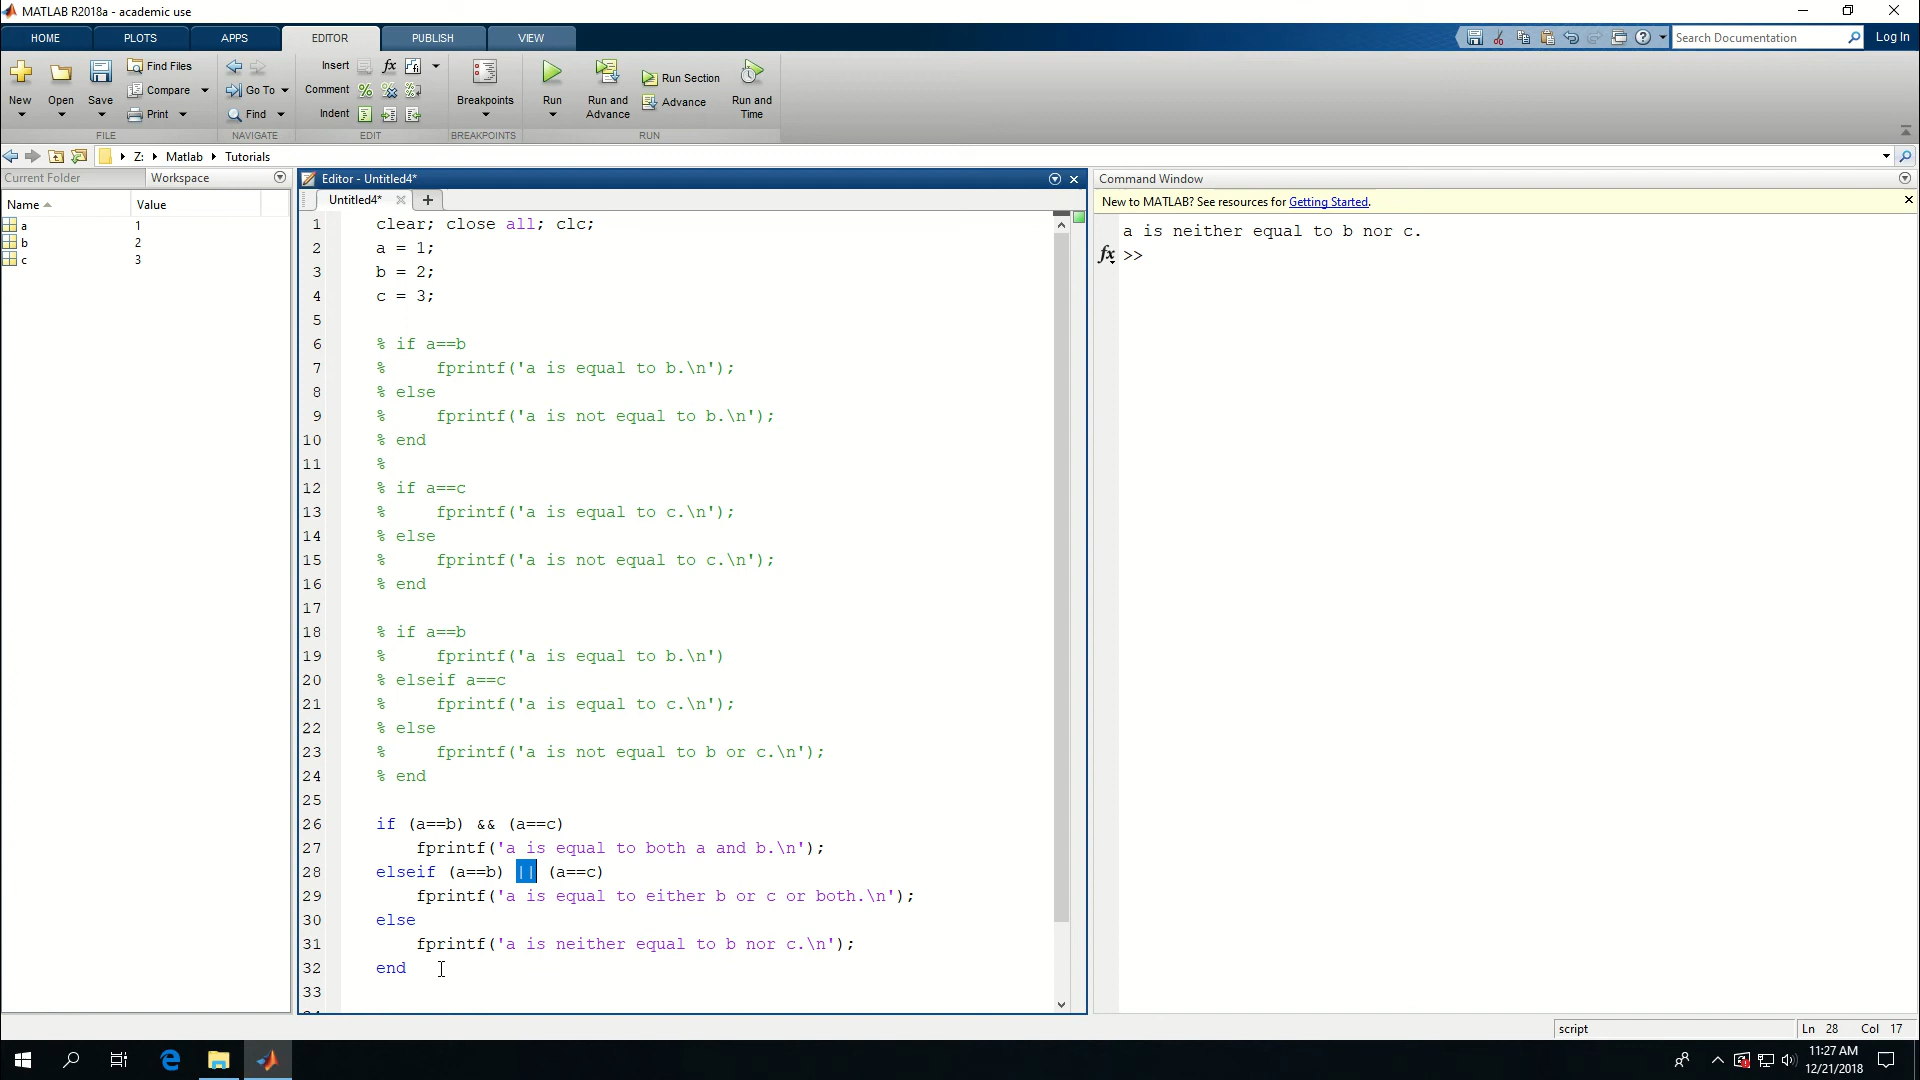 MATLAB R2018a - academic use
HOME PLOTS APPS EDITOR PUBLISH VIEW
Search Documentation Log In
New Open Save Find Files Compare Print
Go To Find
Insert fx
Comment
Indent
Breakpoints
Run Run and Advance Run Section Advance Run and Time
FILE NAVIGATE EDIT BREAKPOINTS RUN
Z: Matlab Tutorials
Current Folder Workspace
Name Value
a 1
b 2
c 3
Editor - Untitled4*
Untitled4* +
1 clear; close all; clc;
2 a = 1;
3 b = 2;
4 c = 3;
5
6 % if a==b
7 %     fprintf('a is equal to b.\n');
8 % else
9 %     fprintf('a is not equal to b.\n');
10 % end
11 %
12 % if a==c
13 %     fprintf('a is equal to c.\n');
14 % else
15 %     fprintf('a is not equal to c.\n');
16 % end
17
18 % if a==b
19 %     fprintf('a is equal to b.\n')
20 % elseif a==c
21 %     fprintf('a is equal to c.\n');
22 % else
23 %     fprintf('a is not equal to b or c.\n');
24 % end
25
26 if (a==b) && (a==c)
27     fprintf('a is equal to both a and b.\n');
28 elseif (a==b) || (a==c)
29     fprintf('a is equal to either b or c or both.\n');
30 else
31     fprintf('a is neither equal to b nor c.\n');
32 end
33
Command Window
New to MATLAB? See resources for Getting Started.
a is neither equal to b nor c.
fx >>
script Ln 28 Col 17
11:27 AM
12/21/2018